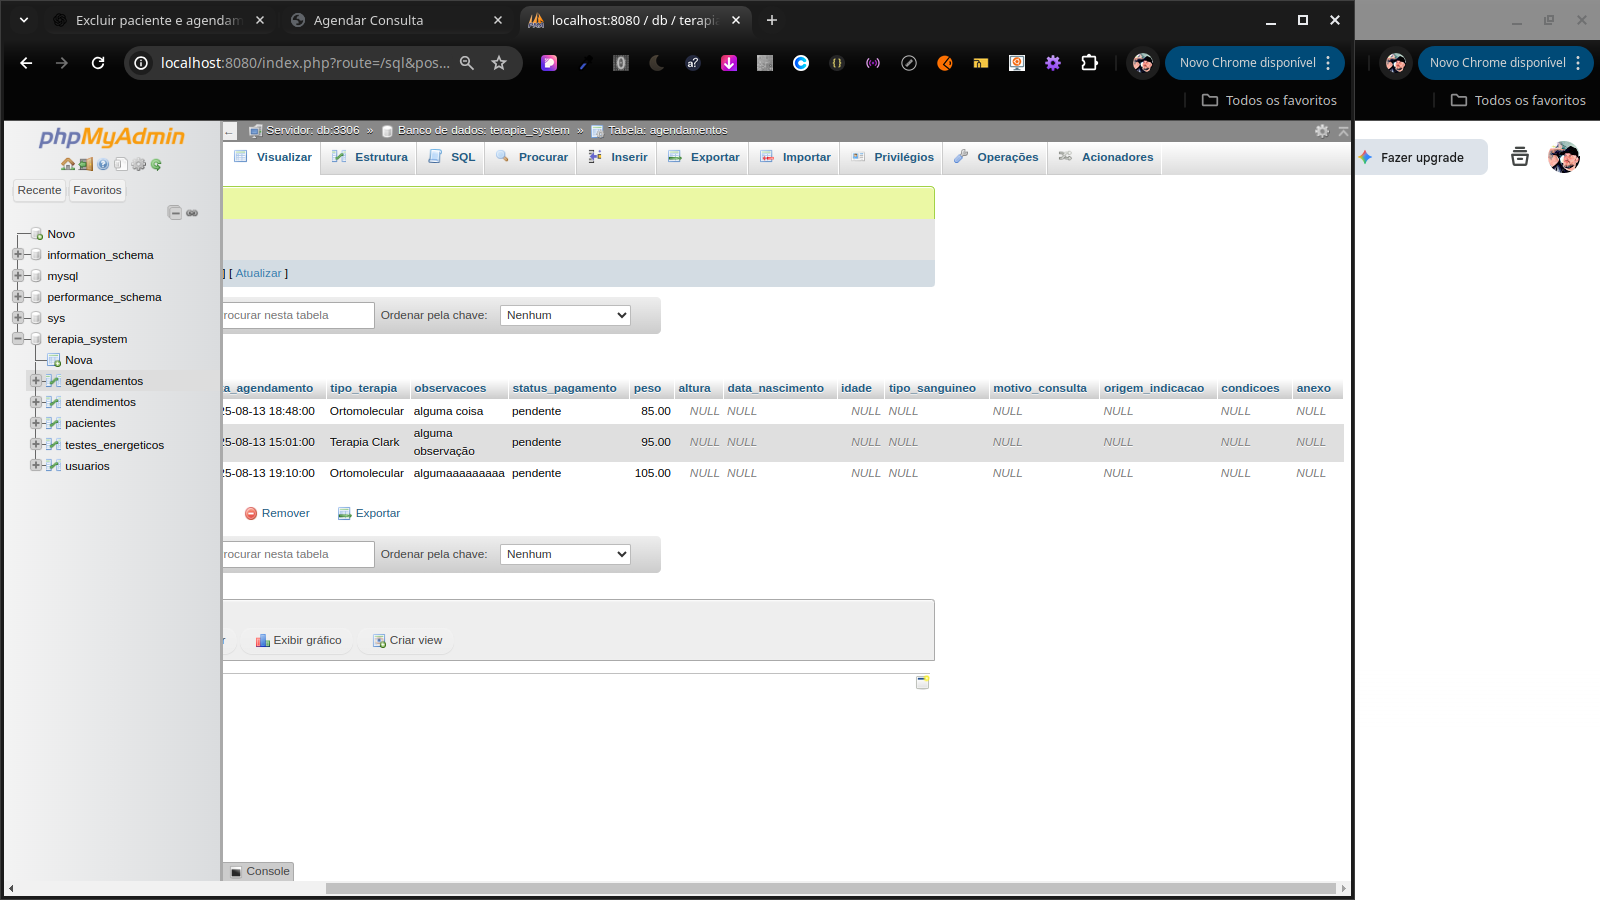 Excluir paciente e agendam
Agendar Consulta
localhost:8080 / db / terapia
localhost:8080/index.php?route=/sql&pos...
a?
Novo Chrome disponível
Novo Chrome disponível
Todos os favoritos
Todos os favoritos
phpMyAdmin
Recente
Favoritos
Novo
information_schema
mysql
performance_schema
sys
terapia_system
Nova
agendamentos
atendimentos
pacientes
testes_energeticos
usuarios
Servidor: db:3306 » Banco de dados: terapia_system » Tabela: agendamentos
Visualizar Estrutura SQL Procurar Inserir Exportar Importar Privilégios Operações Acionadores
Fazer upgrade
] [ Atualizar ]
rocurar nesta tabela Ordenar pela chave: Nenhum
a_agendamento tipo_terapia observacoes status_pagamento peso altura data_nascimento idade tipo_sanguineo motivo_consulta origem_indicacao condicoes anexo
25-08-13 18:48:00 Ortomolecular alguma coisa pendente 85.00 NULL NULL NULL NULL NULL NULL NULL NULL
25-08-13 15:01:00 Terapia Clark alguma observação pendente 95.00 NULL NULL NULL NULL NULL NULL NULL NULL
25-08-13 19:10:00 Ortomolecular algumaaaaaaaaa pendente 105.00 NULL NULL NULL NULL NULL NULL NULL NULL
Remover Exportar
rocurar nesta tabela Ordenar pela chave: Nenhum
r Exibir gráfico Criar view
Console